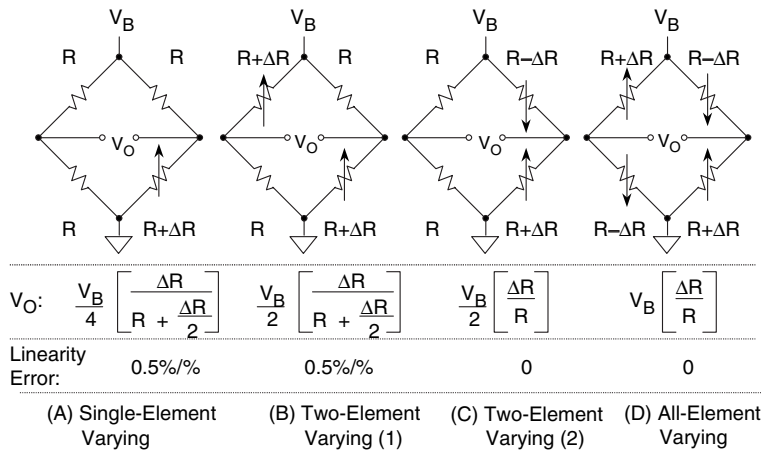 V_B V_B V_B V_B
R R R+ΔR R R R−ΔR R+ΔR R−ΔR
V_O V_O V_O V_O
R R+ΔR R R+ΔR R R+ΔR R−ΔR R+ΔR
V_O: V_B/4 [ΔR / (R + ΔR/2)] V_B/2 [ΔR / (R + ΔR/2)] V_B/2 [ΔR/R] V_B [ΔR/R]
Linearity
Error: 0.5%/% 0.5%/% 0 0
(A) Single-Element (B) Two-Element (C) Two-Element (D) All-Element
Varying Varying (1) Varying (2) Varying